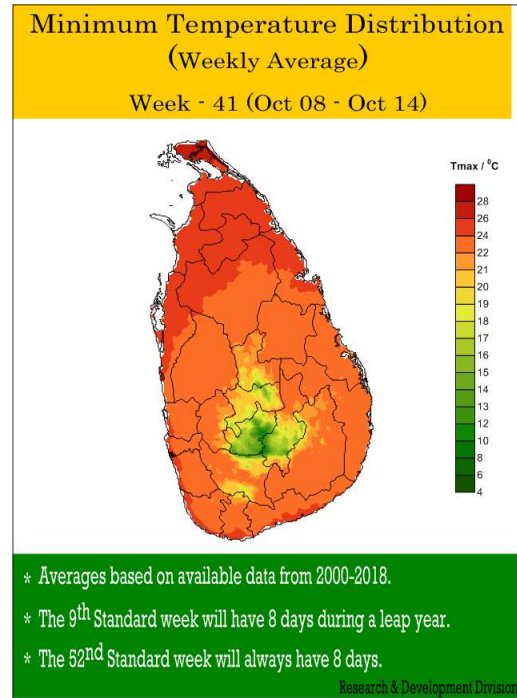 Minimum Temperature Distribution
(Weekly Average)
Week - 41 (Oct 08 - Oct 14)
Tmax / ⁰C
28
26
24
22
21
20
19
18
17
16
15
14
13
12
10
8
6
4
* Averages based on available data from 2000-2018.
* The 9th Standard week will have 8 days during a leap year.
* The 52nd Standard week will always have 8 days.
Research & Development Division